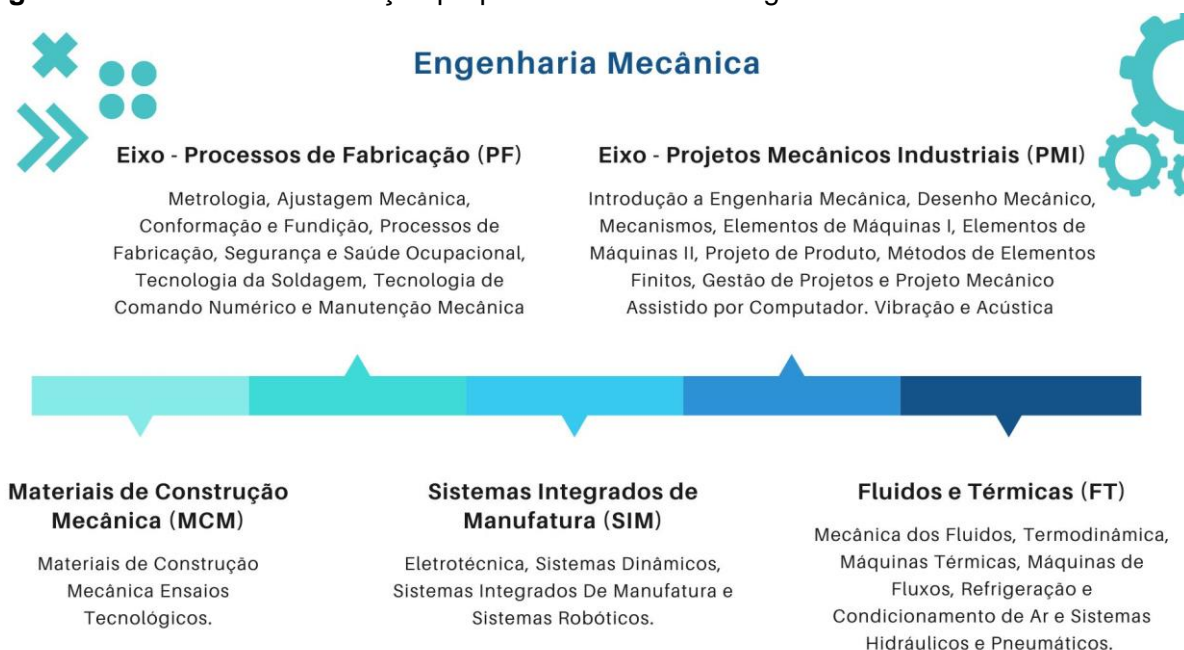 Engenharia Mecânica
Eixo - Processos de Fabricação (PF)
Metrologia, Ajustagem Mecânica,
Conformação e Fundição, Processos de
Fabricação, Segurança e Saúde Ocupacional,
Tecnologia da Soldagem, Tecnologia de
Comando Numérico e Manutenção Mecânica
Eixo - Projetos Mecânicos Industriais (PMI)
Introdução a Engenharia Mecânica, Desenho Mecânico,
Mecanismos, Elementos de Máquinas I, Elementos de
Máquinas II, Projeto de Produto, Métodos de Elementos
Finitos, Gestão de Projetos e Projeto Mecânico
Assistido por Computador. Vibração e Acústica
Materiais de Construção
Mecânica (MCM)
Materiais de Construção
Mecânica Ensaios
Tecnológicos.
Sistemas Integrados de
Manufatura (SIM)
Eletrotécnica, Sistemas Dinâmicos,
Sistemas Integrados De Manufatura e
Sistemas Robóticos.
Fluidos e Térmicas (FT)
Mecânica dos Fluidos, Termodinâmica,
Máquinas Térmicas, Máquinas de
Fluxos, Refrigeração e
Condicionamento de Ar e Sistemas
Hidráulicos e Pneumáticos.